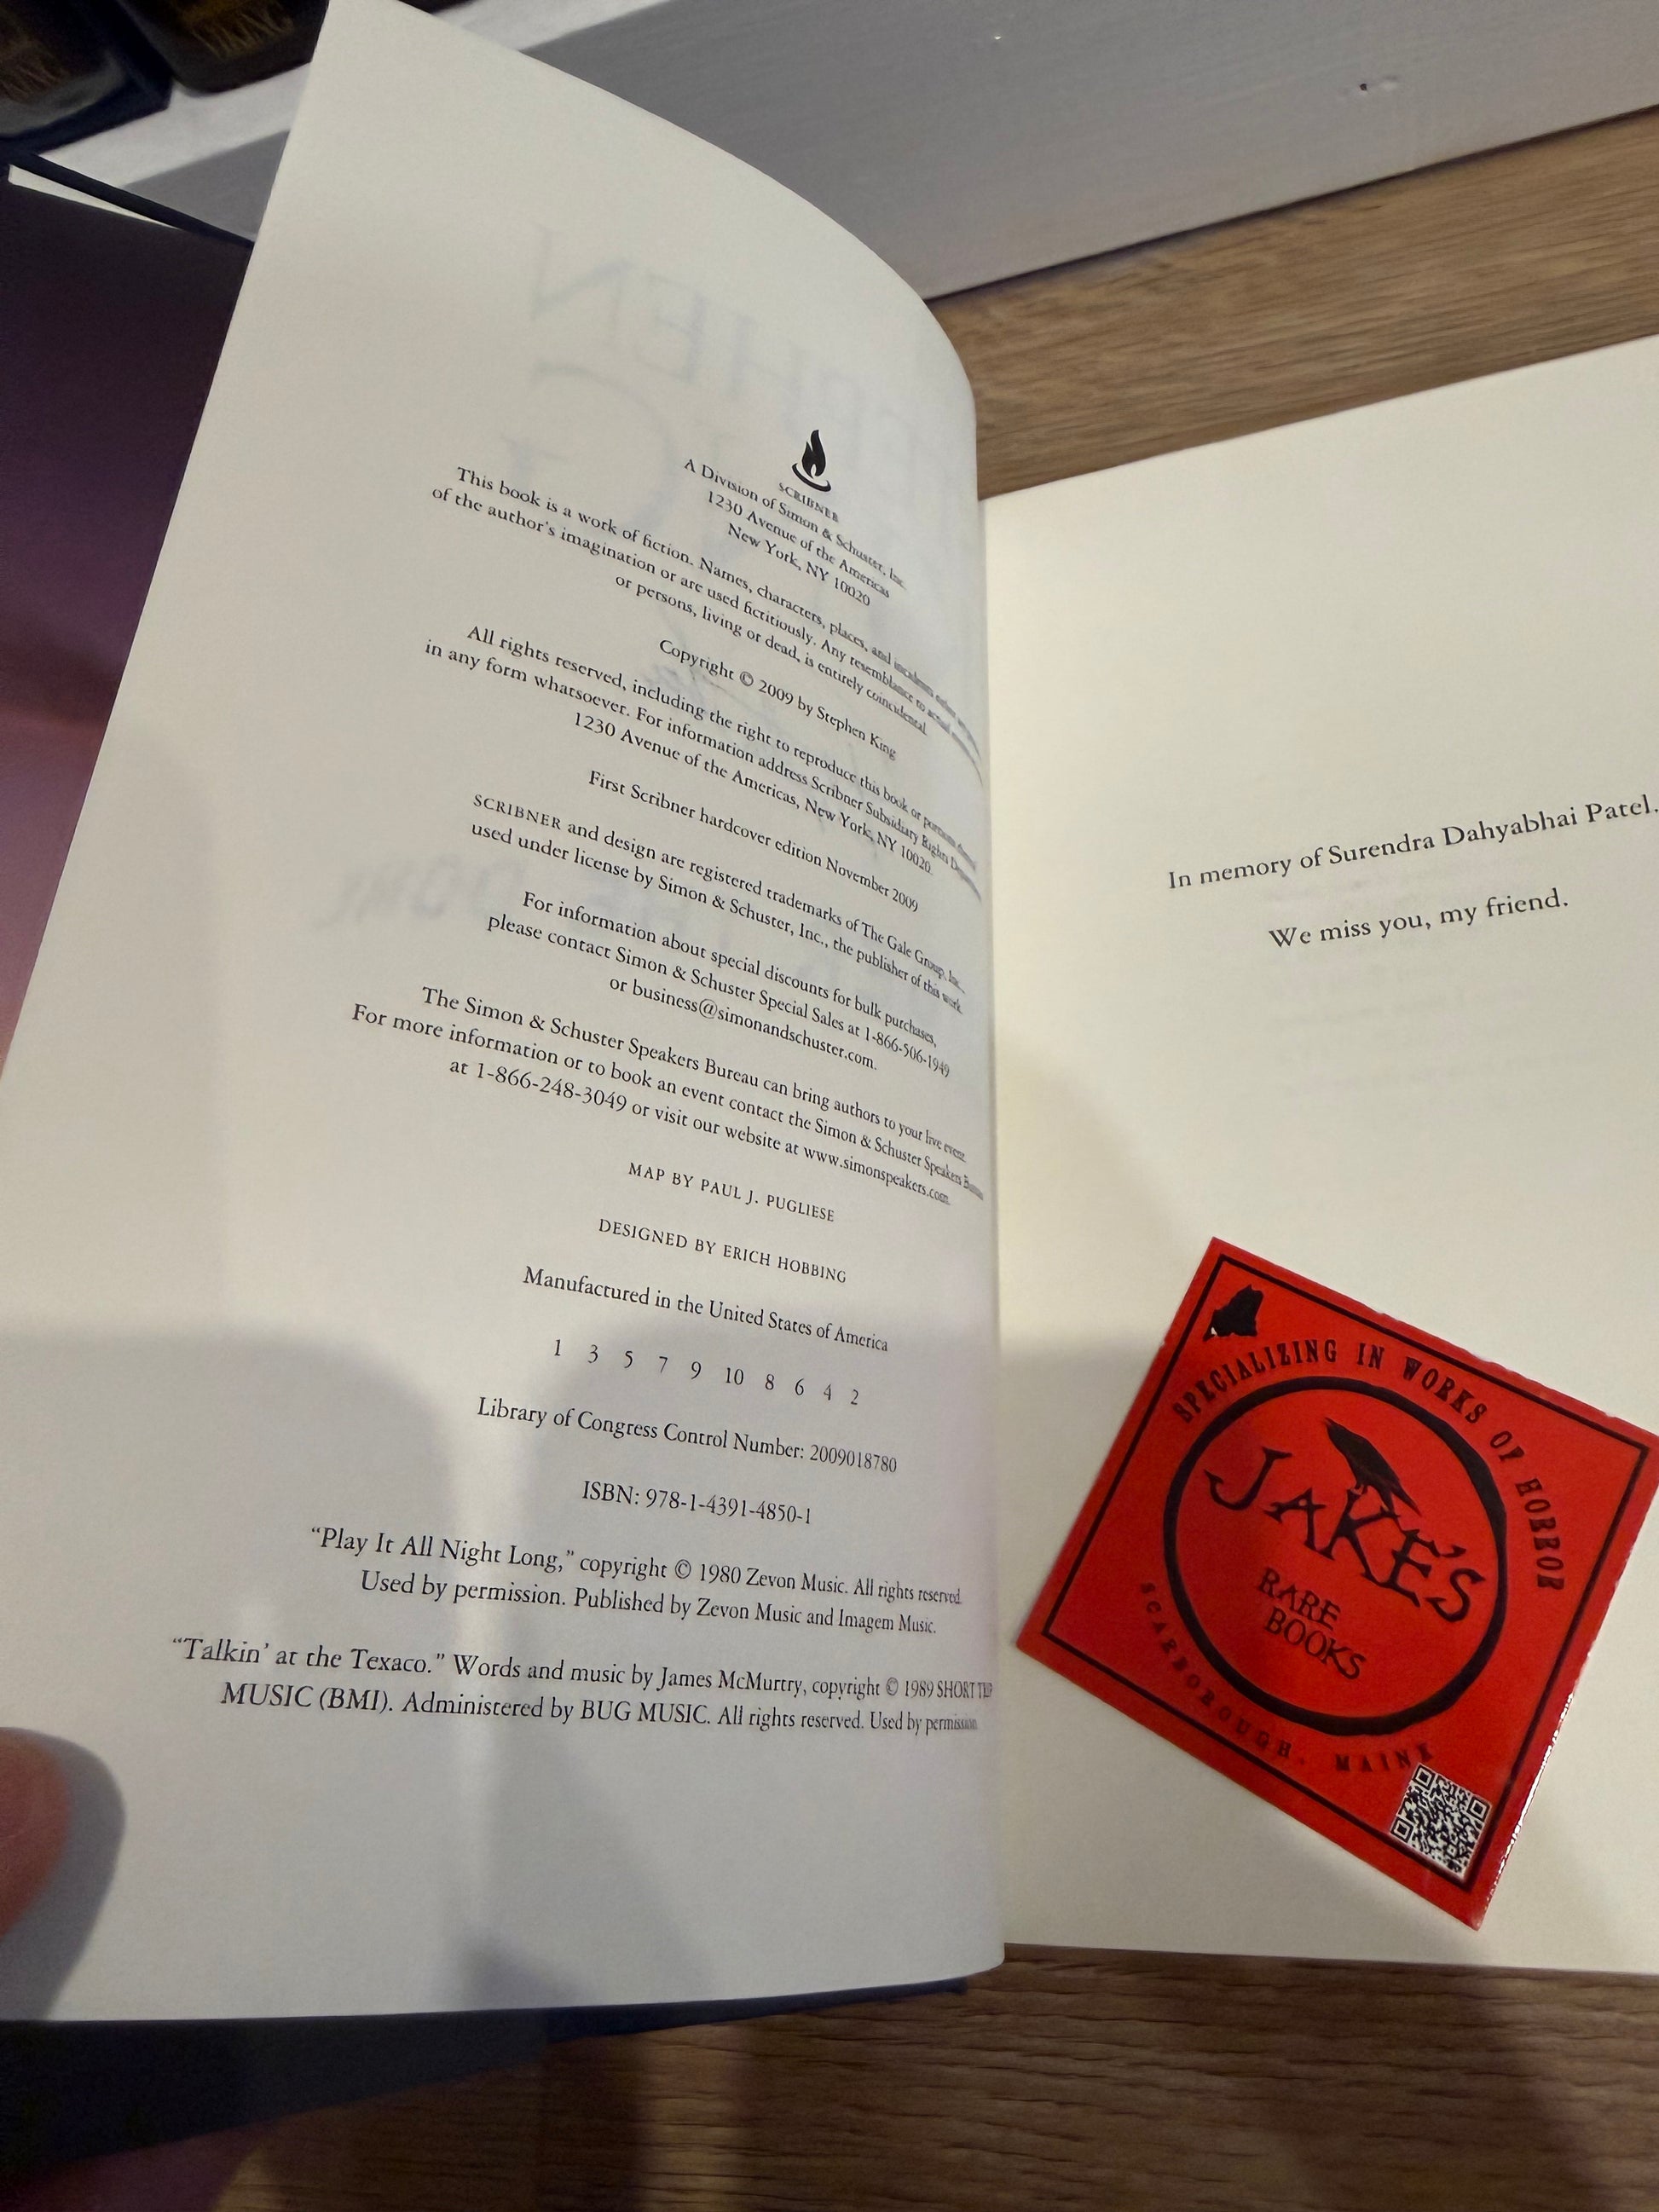 SCRIBNER
A Division of Simon & Schuster, Inc.
1230 Avenue of the Americas
New York, NY 10020
This book is a work of fiction. Names, characters, places, and incidents either
of the author's imagination or are used fictitiously. Any resemblance to actual
or persons, living or dead, is entirely coincidental.
Copyright © 2009 by Stephen King
All rights reserved, including the right to reproduce this book or portions thereof
in any form whatsoever. For information address Scribner Subsidiary Rights
1230 Avenue of the Americas, New York, NY 10020.
First Scribner hardcover edition November 2009
SCRIBNER and design are registered trademarks of The Gale Group, Inc.,
used under license by Simon & Schuster, Inc., the publisher of this work.
For information about special discounts for bulk purchases,
please contact Simon & Schuster Special Sales at 1-866-506-1949
or business@simonandschuster.com.
The Simon & Schuster Speakers Bureau can bring authors to your live event.
For more information or to book an event contact the Simon & Schuster Speakers Bureau
at 1-866-248-3049 or visit our website at www.simonspeakers.com.
MAP BY PAUL J. PUGLIESE
DESIGNED BY ERICH HOBBING
Manufactured in the United States of America
1 3 5 7 9 10 8 6 4 2
Library of Congress Control Number: 2009018780
ISBN: 978-1-4391-4850-1
“Play It All Night Long,” copyright © 1980 Zevon Music. All rights reserved.
Used by permission. Published by Zevon Music and Imagem Music.
“Talkin’ at the Texaco.” Words and music by James McMurtry, copyright © 1989 SHORT TRIP
MUSIC (BMI). Administered by BUG MUSIC. All rights reserved. Used by permission.
In memory of Surendra Dahyabhai Patel.
We miss you, my friend.
SPECIALIZING IN WORKS OF HORROR
JAKE'S
RARE
BOOKS
SCARBOROUGH, MAINE